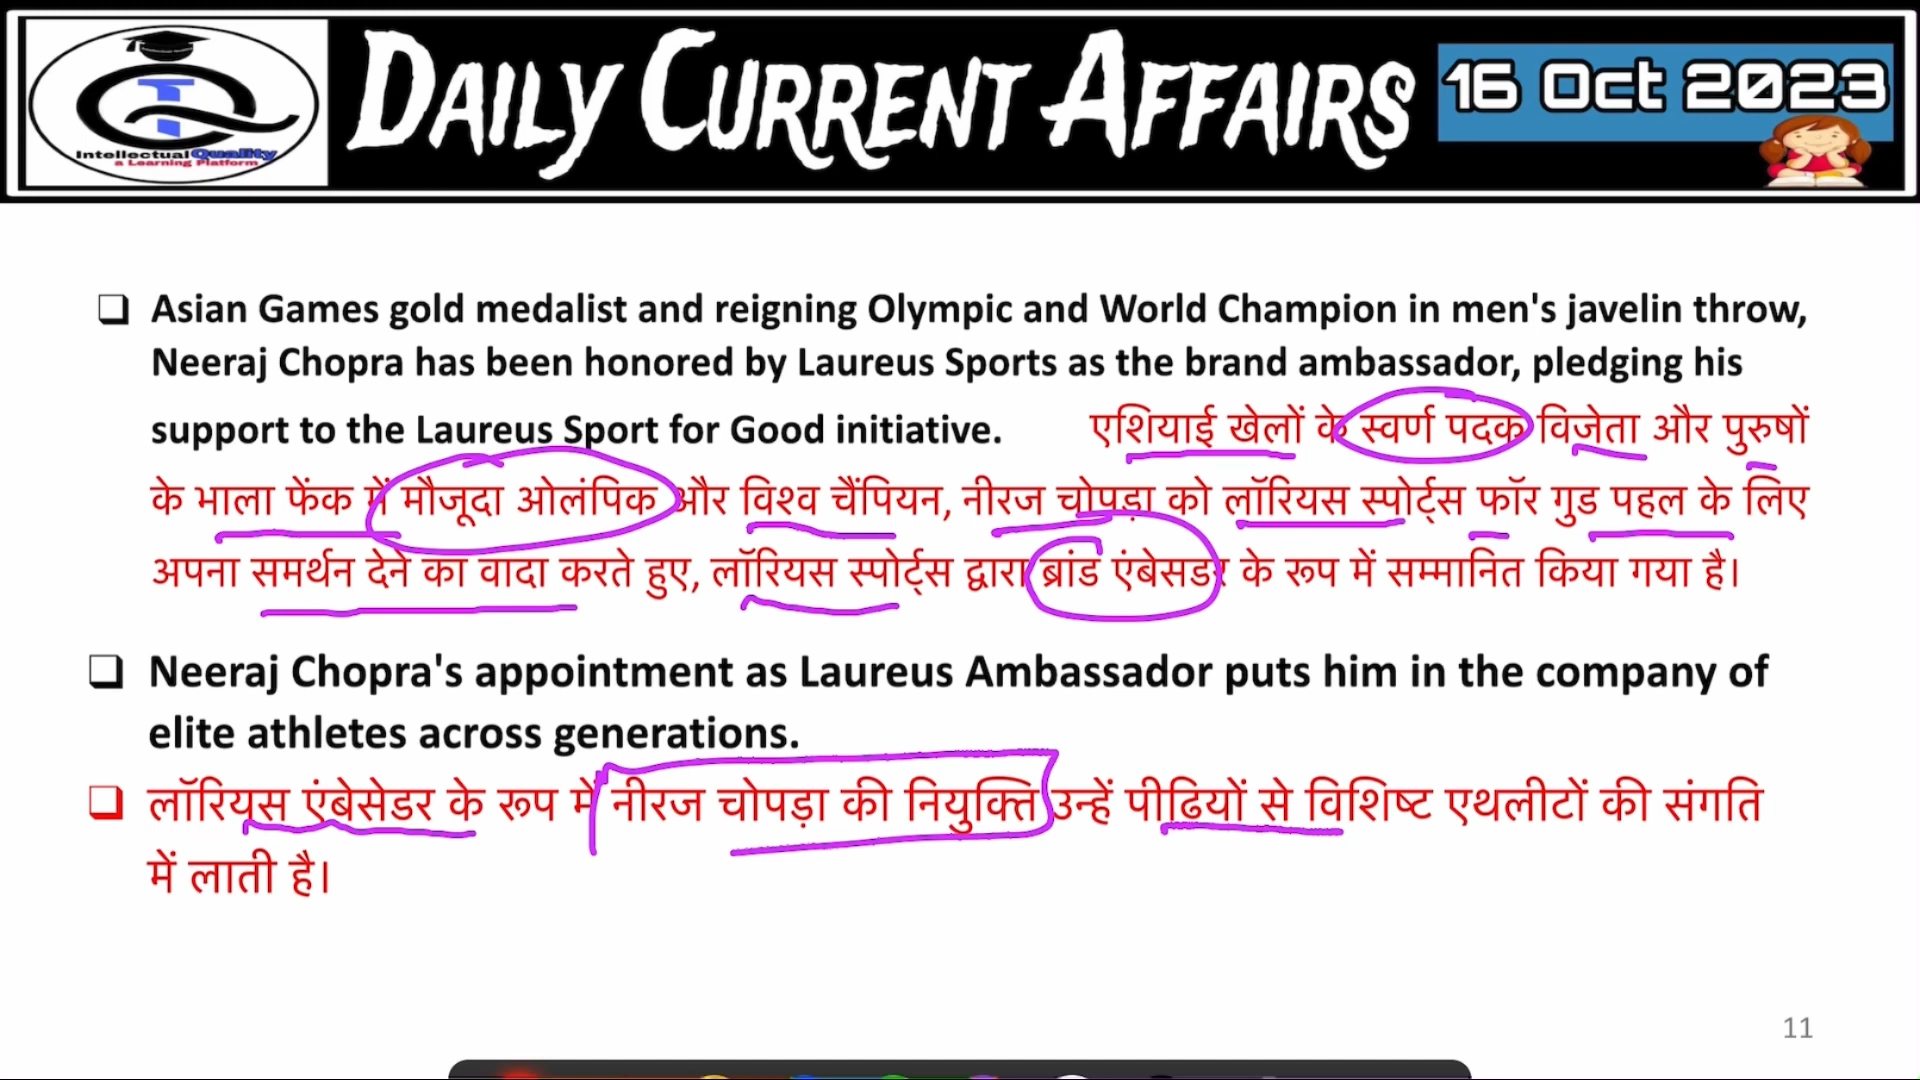 DAILY CURRENT AFFAIRS
16 Oct 2023
IntellectualQuality
a Learning Platform
Asian Games gold medalist and reigning Olympic and World Champion in men's javelin throw,
Neeraj Chopra has been honored by Laureus Sports as the brand ambassador, pledging his
support to the Laureus Sport for Good initiative. एशियाई खेलों के स्वर्ण पदक विजेता और पुरुषों
के भाला फेंक में मौजूदा ओलंपिक और विश्व चैंपियन, नीरज चोपड़ा को लॉरियस स्पोर्ट्स फॉर गुड पहल के लिए
अपना समर्थन देने का वादा करते हुए, लॉरियस स्पोर्ट्स द्वारा ब्रांड एंबेसडर के रूप में सम्मानित किया गया है।
Neeraj Chopra's appointment as Laureus Ambassador puts him in the company of
elite athletes across generations.
लॉरियस एंबेसेडर के रूप में नीरज चोपड़ा की नियुक्ति उन्हें पीढियों से विशिष्ट एथलीटों की संगति
में लाती है।
11